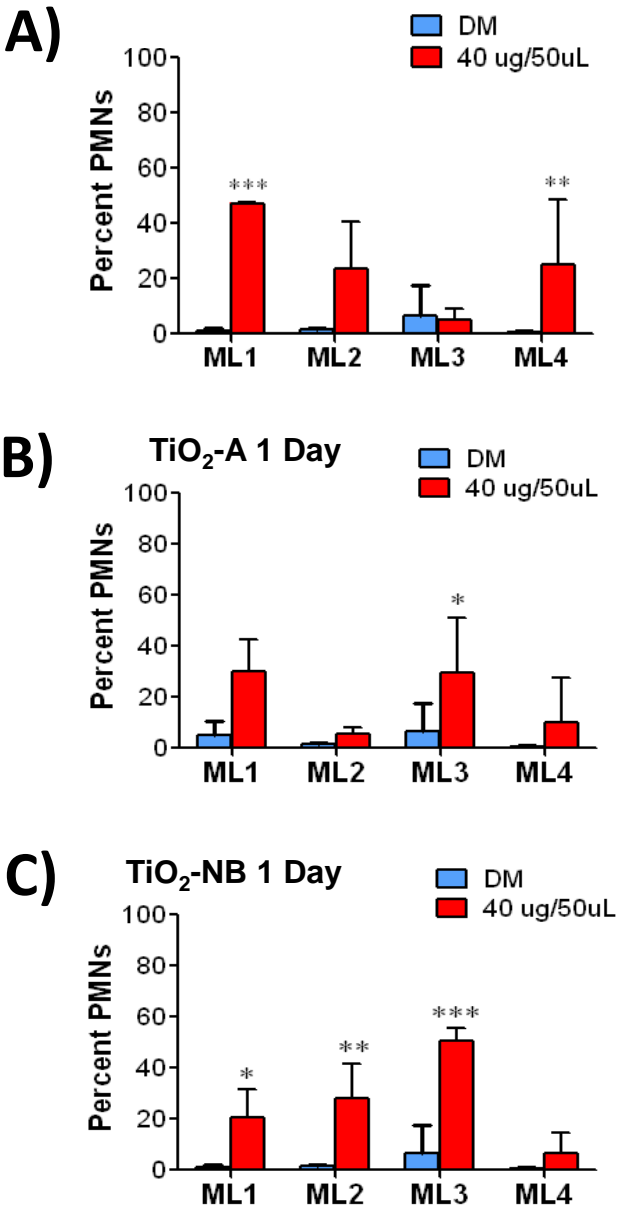 A)
DM
40 ug/50uL
Percent PMNs
100
80
60
40
20
0
***
**
ML1 ML2 ML3 ML4
B)
TiO₂-A 1 Day
DM
40 ug/50uL
Percent PMNs
100
80
60
40
20
0
*
ML1 ML2 ML3 ML4
C)
TiO₂-NB 1 Day
DM
40 ug/50uL
Percent PMNs
100
80
60
40
20
0
*
**
***
ML1 ML2 ML3 ML4